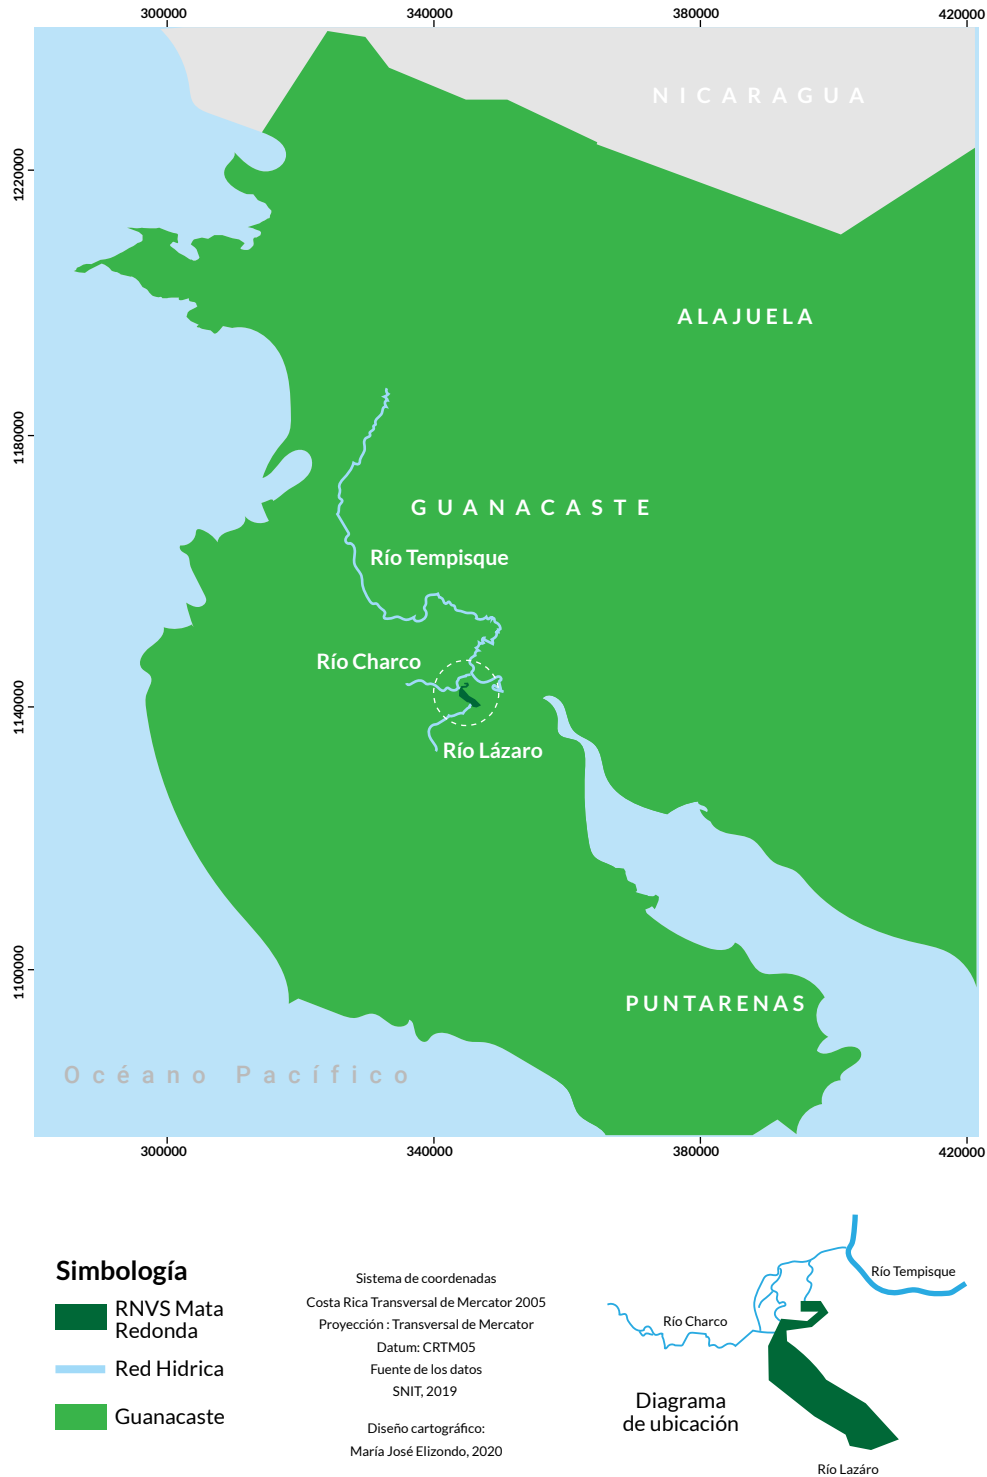 300000 340000 380000 420000
NICARAGUA
1220000
ALAJUELA
1180000
GUANACASTE
Río Tempisque
Río Charco
1140000
Río Lázaro
1100000
PUNTARENAS
Océano Pacífico
300000 340000 380000 420000
Simbología
RNVS Mata
Redonda
Red Hidrica
Guanacaste
Sistema de coordenadas
Costa Rica Transversal de Mercator 2005
Proyección : Transversal de Mercator
Datum: CRTM05
Fuente de los datos
SNIT, 2019
Diseño cartográfico:
María José Elizondo, 2020
Río Tempisque
Río Charco
Diagrama
de ubicación
Río Lazáro